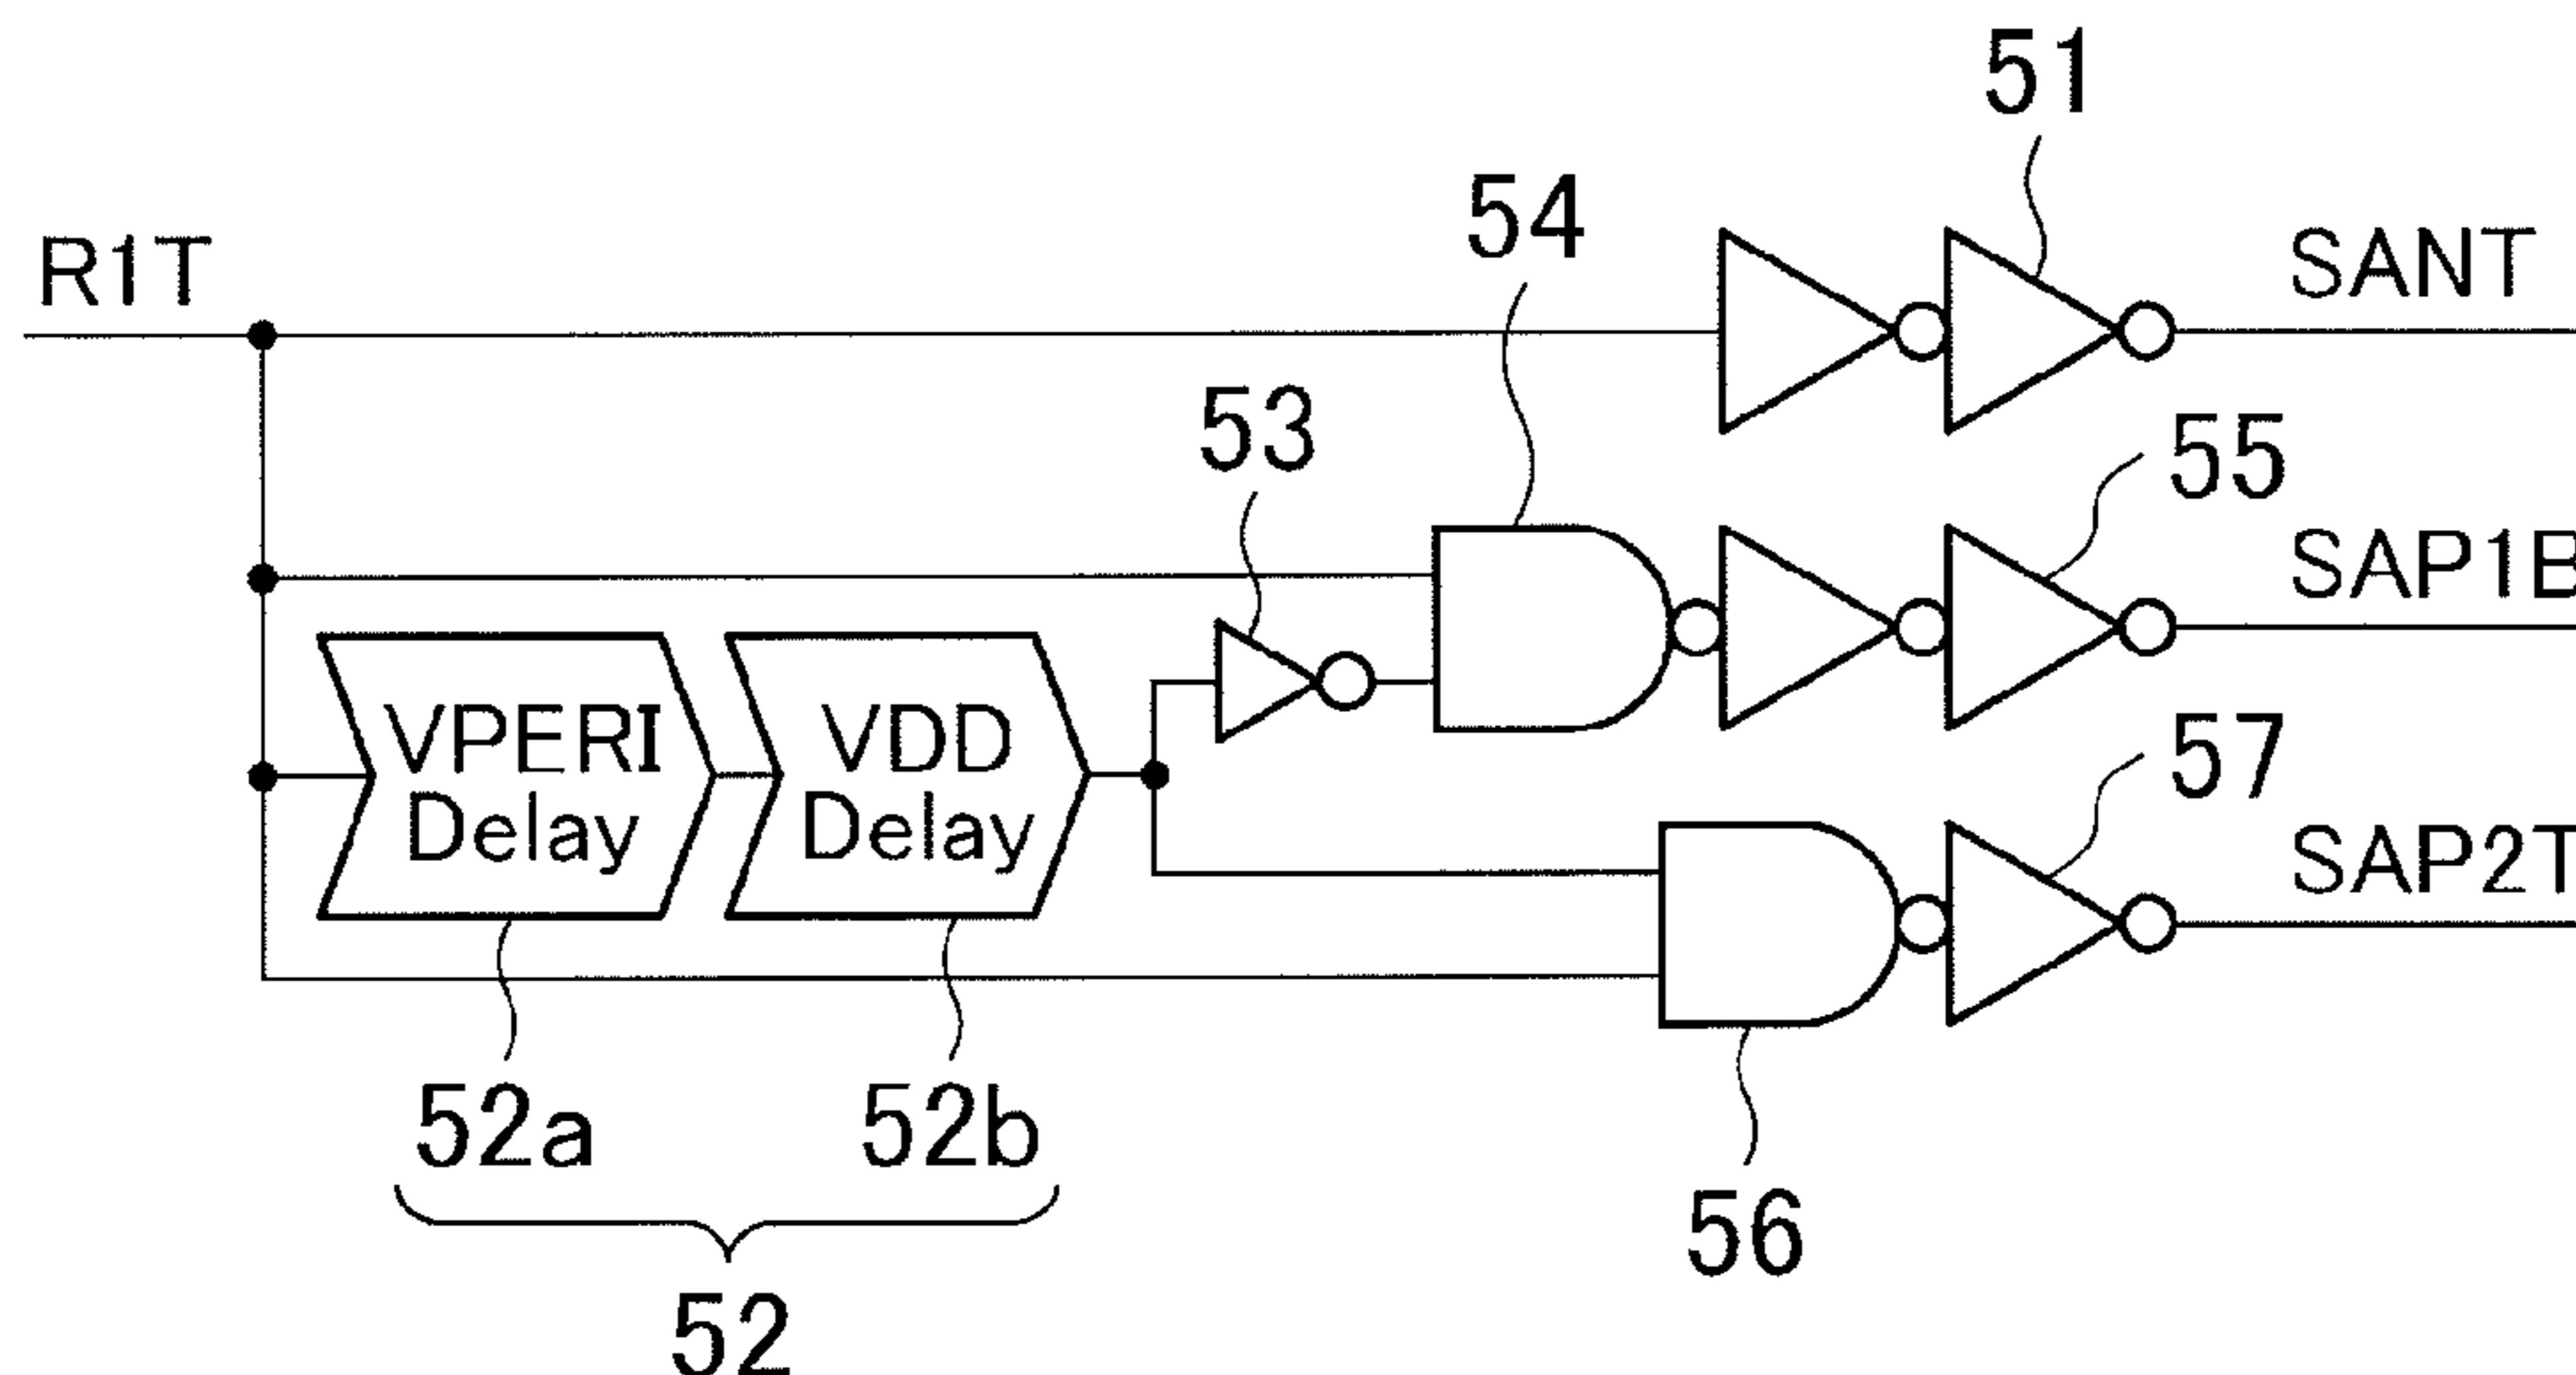 51
54
R1T
SANT
53
55
SAP1B
VPERI
Delay
VDD
Delay
57
SAP2T
52a
52b
56
52